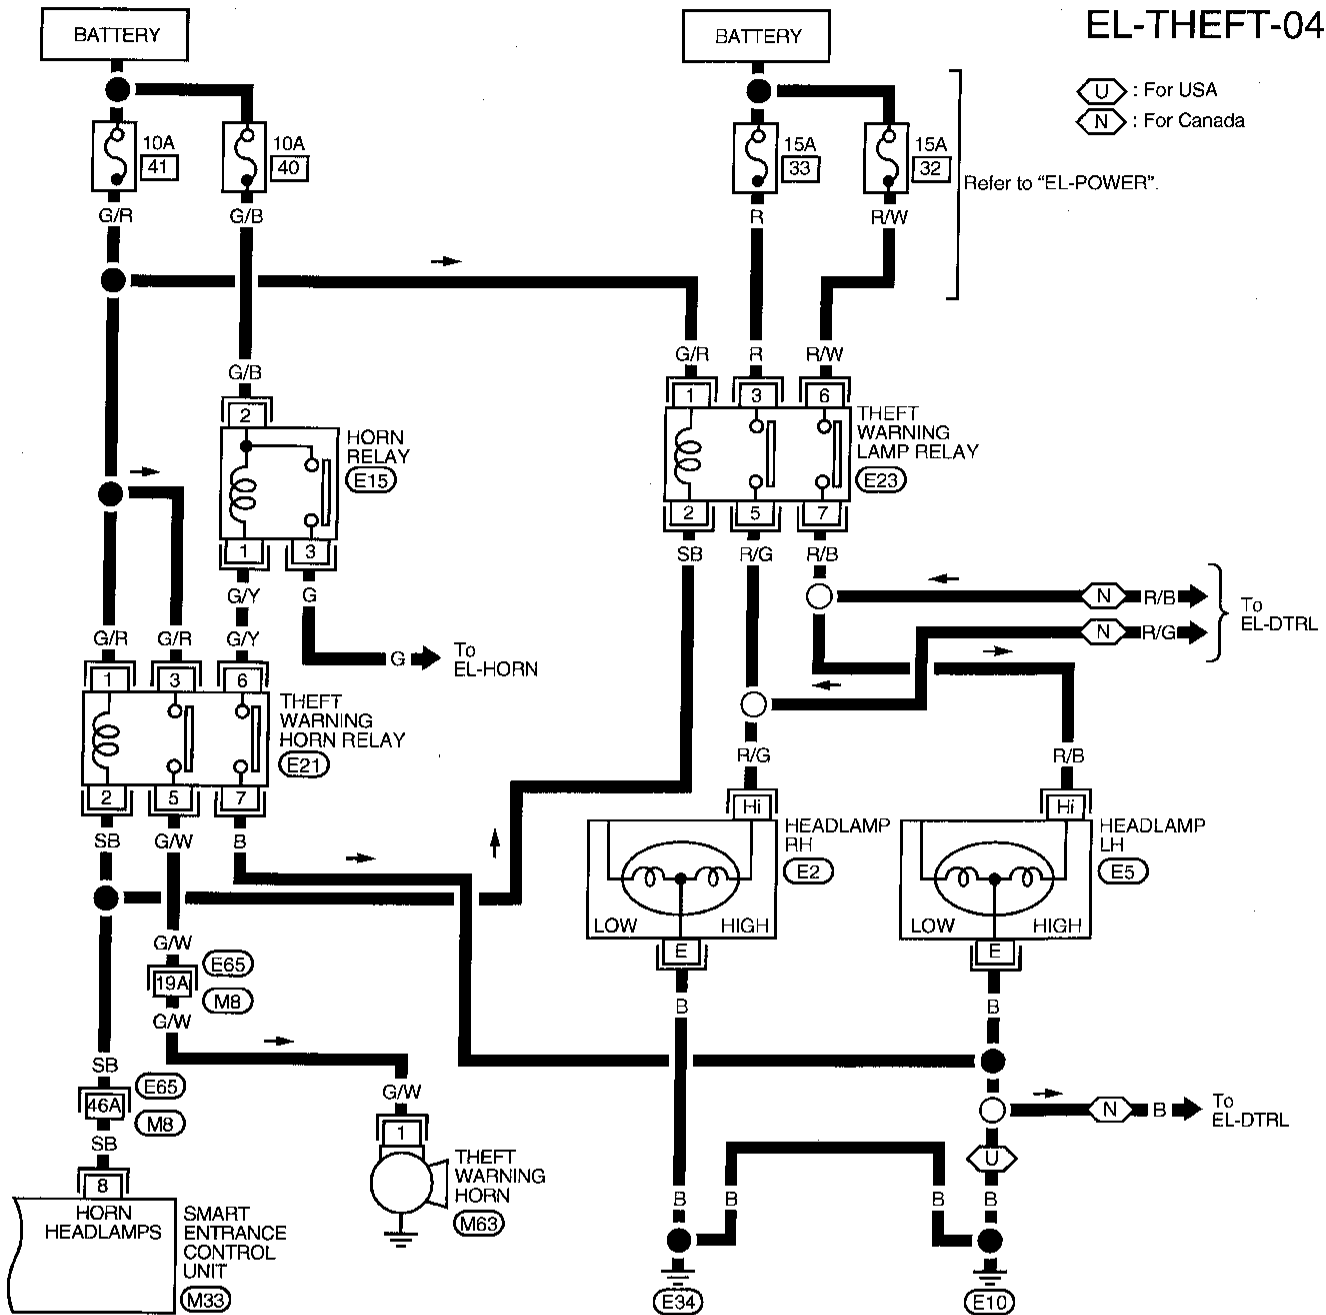 EL-THEFT-04
BATTERY
BATTERY
U : For USA
N : For Canada
10A
41
10A
40
15A
33
15A
32
Refer to "EL-POWER".
G/R
G/B
R
R/W
G/B
G/R
R
R/W
2
1
3
6
HORN
RELAY
E15
THEFT
WARNING
LAMP RELAY
E23
1
3
2
5
7
SB
R/G
R/B
G/Y
G
N
R/B
N
R/G
To
EL-DTRL
G/R
G/R
G/Y
G
To
EL-HORN
1
3
6
THEFT
WARNING
HORN RELAY
E21
2
5
7
SB
G/W
B
R/G
R/B
Hi
Hi
HEADLAMP
RH
E2
HEADLAMP
LH
E5
LOW
HIGH
LOW
HIGH
E
E
B
B
G/W
19A
E65
M8
G/W
SB
46A
E65
M8
SB
8
G/W
1
THEFT
WARNING
HORN
M63
HORN
HEADLAMPS
SMART
ENTRANCE
CONTROL
UNIT
M33
N
B
To
EL-DTRL
U
B
B
B
B
E34
E10